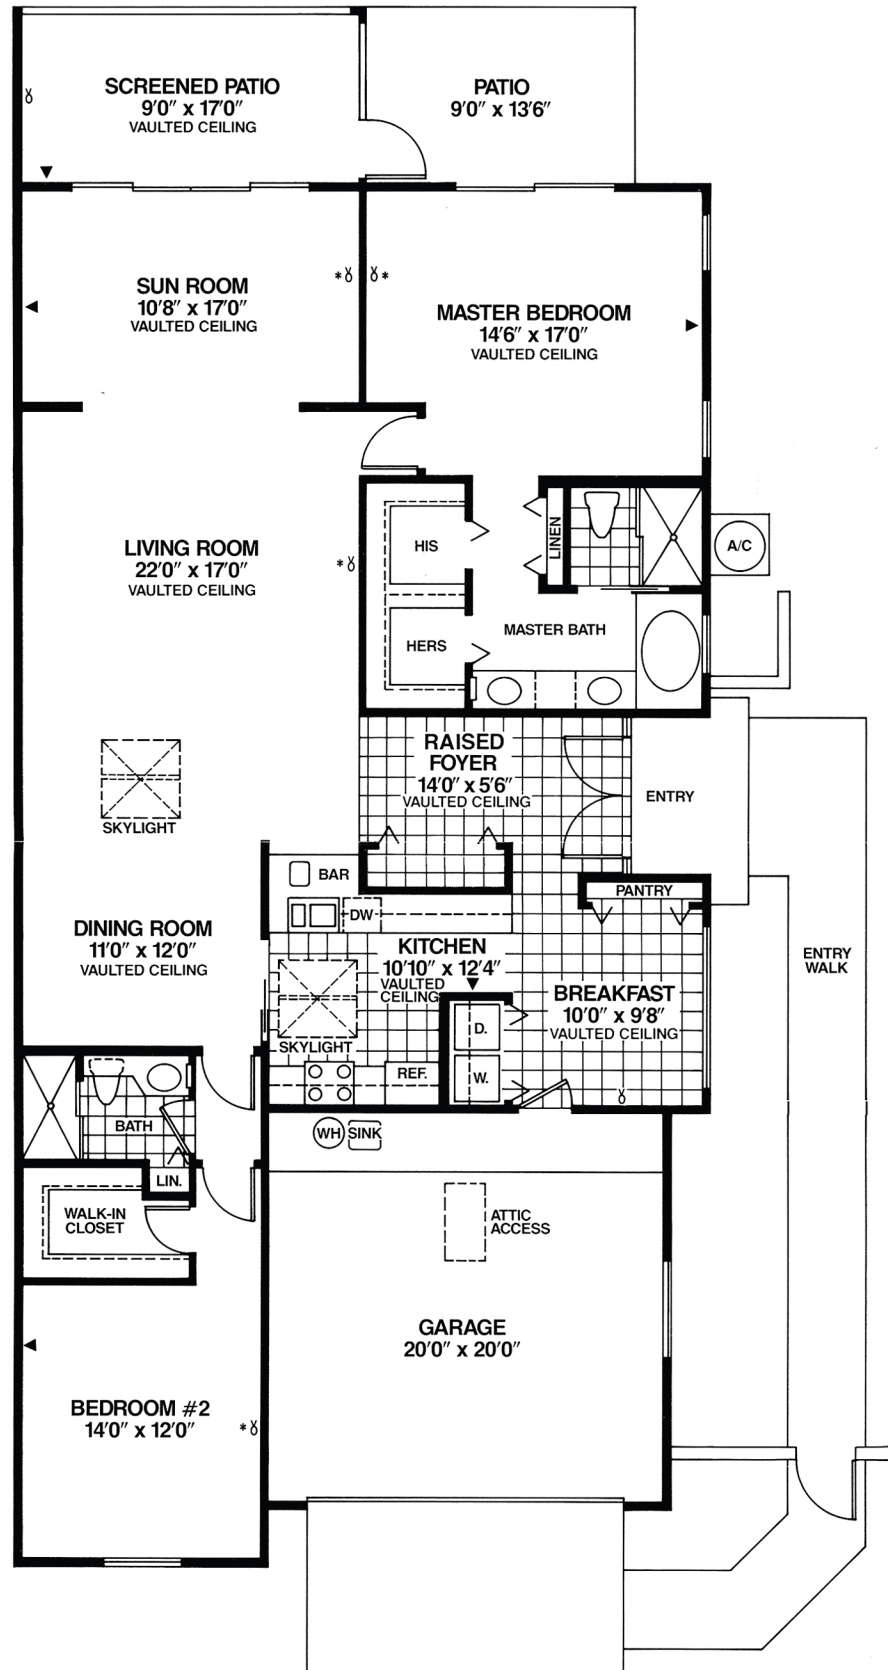 SCREENED PATIO
9'0" x 17'0"
VAULTED CEILING
PATIO
9'0" x 13'6"
SUN ROOM
10'8" x 17'0"
VAULTED CEILING
MASTER BEDROOM
14'6" x 17'0"
VAULTED CEILING
LIVING ROOM
22'0" x 17'0"
VAULTED CEILING
HIS
LINEN
A/C
HERS
MASTER BATH
RAISED
FOYER
14'0" x 5'6"
VAULTED CEILING
ENTRY
SKYLIGHT
BAR
PANTRY
DW
DINING ROOM
11'0" x 12'0"
VAULTED CEILING
KITCHEN
10'10" x 12'4"
VAULTED
CEILING
ENTRY
WALK
BREAKFAST
10'0" x 9'8"
VAULTED CEILING
D.
SKYLIGHT
REF.
W.
BATH
WH
SINK
LIN.
WALK-IN
CLOSET
ATTIC
ACCESS
GARAGE
20'0" x 20'0"
BEDROOM #2
14'0" x 12'0"